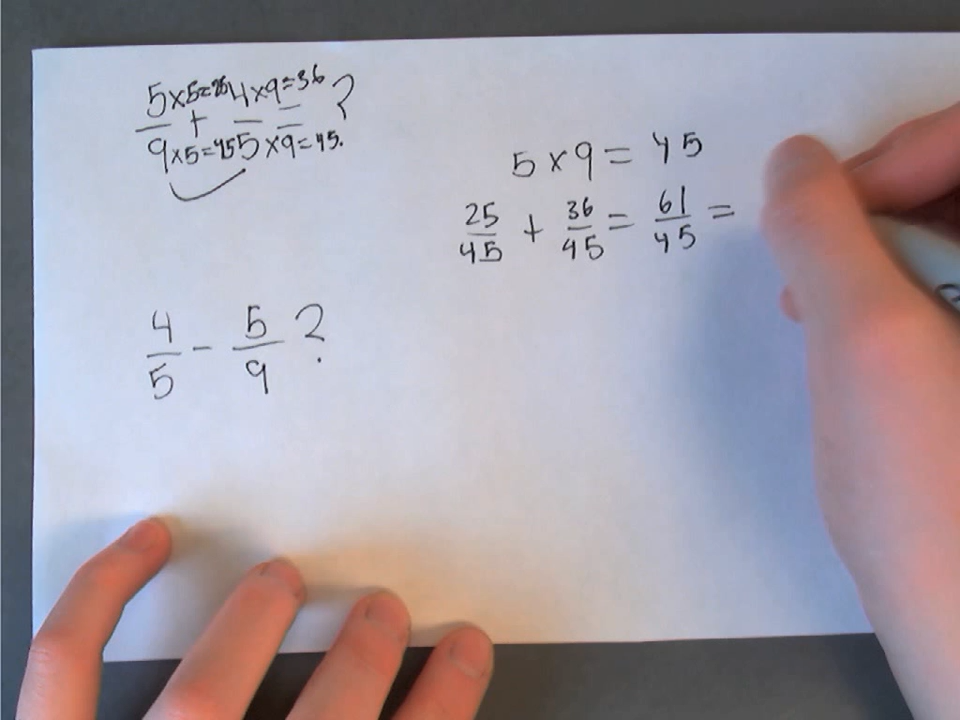 5×5=25 4×9=36
— + — = ?
9×5=45 5×9=45.
5 × 9 = 45
25/45 + 36/45 = 61/45 =
4/5 - 5/9 ?